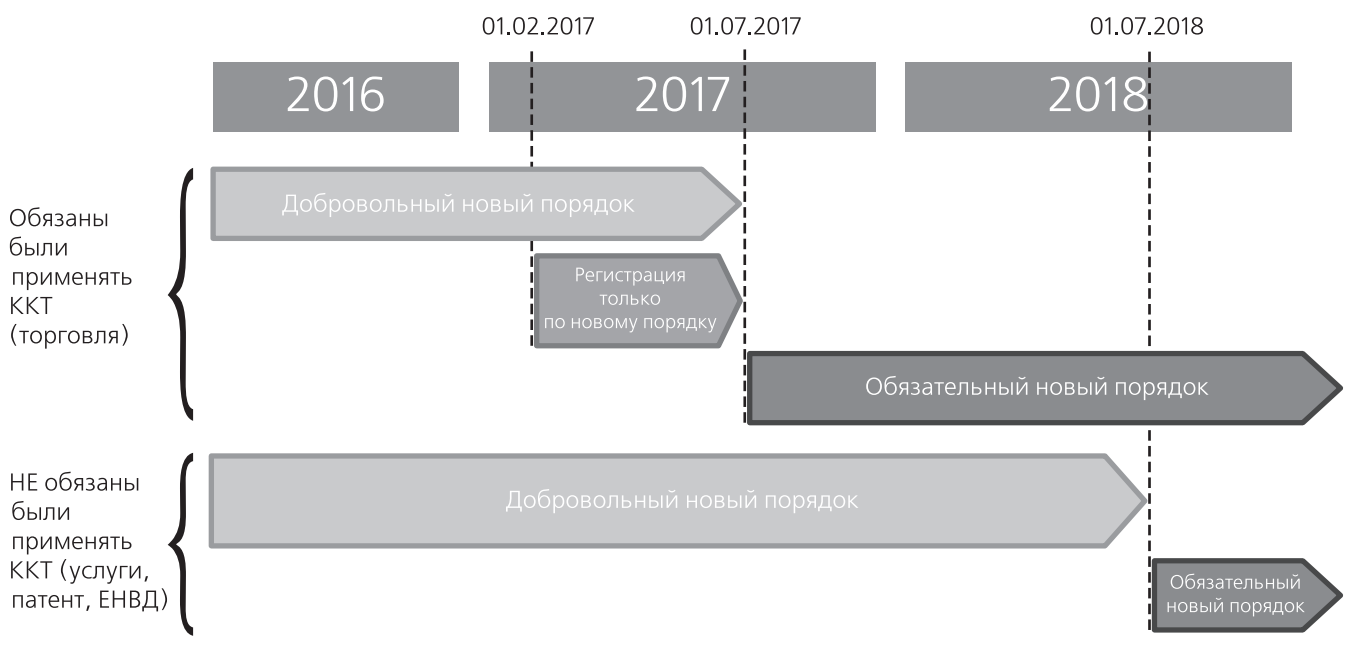 01.02.2017
01.07.2017
01.07.2018
2016
2017
2018
Обязаны
были
применять
ККТ
(торговля)
Добровольный новый порядок
Регистрация
только
по новому порядку
Обязательный новый порядок
НЕ обязаны
были
применять
ККТ (услуги,
патент, ЕНВД)
Добровольный новый порядок
Обязательный
новый порядок